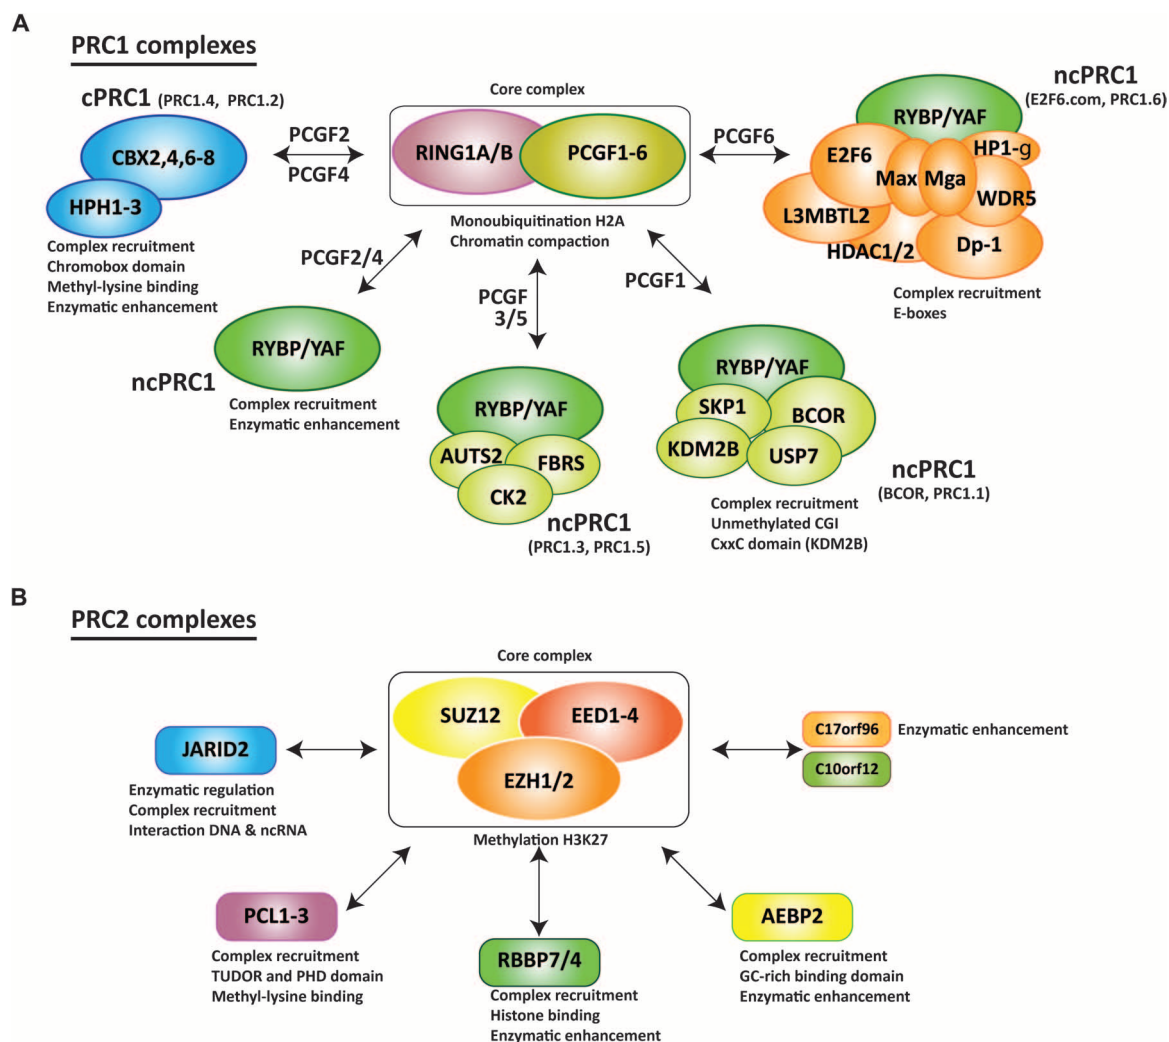 A
PRC1 complexes
cPRC1 (PRC1.4, PRC1.2)
CBX2,4,6-8
HPH1-3
Complex recruitment
Chromobox domain
Methyl-lysine binding
Enzymatic enhancement
PCGF2
PCGF4
Core complex
RING1A/B
PCGF1-6
Monoubiquitination H2A
Chromatin compaction
PCGF6
ncPRC1
(E2F6.com, PRC1.6)
RYBP/YAF
E2F6
Max
Mga
HP1-g
WDR5
L3MBTL2
HDAC1/2
Dp-1
Complex recruitment
E-boxes
PCGF2/4
RYBP/YAF
ncPRC1
Complex recruitment
Enzymatic enhancement
PCGF
3/5
RYBP/YAF
AUTS2
FBRS
CK2
ncPRC1
(PRC1.3, PRC1.5)
PCGF1
RYBP/YAF
SKP1
BCOR
KDM2B
USP7
ncPRC1
(BCOR, PRC1.1)
Complex recruitment
Unmethylated CGI
CxxC domain (KDM2B)
B
PRC2 complexes
Core complex
SUZ12
EED1-4
EZH1/2
Methylation H3K27
JARID2
Enzymatic regulation
Complex recruitment
Interaction DNA & ncRNA
C17orf96
Enzymatic enhancement
C10orf12
PCL1-3
Complex recruitment
TUDOR and PHD domain
Methyl-lysine binding
RBBP7/4
Complex recruitment
Histone binding
Enzymatic enhancement
AEBP2
Complex recruitment
GC-rich binding domain
Enzymatic enhancement